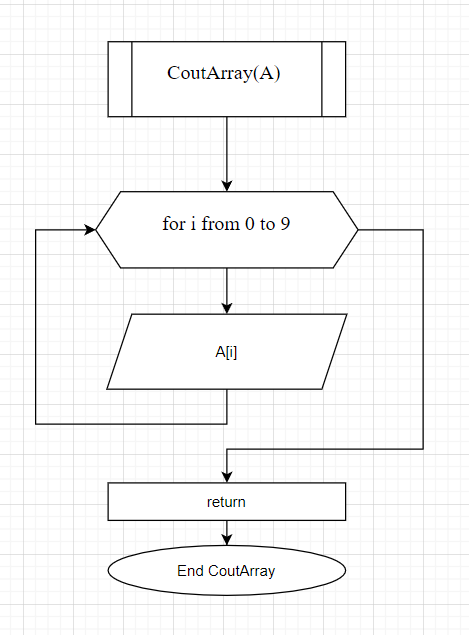 CoutArray(A)
for i from 0 to 9
A[i]
return
End CoutArray